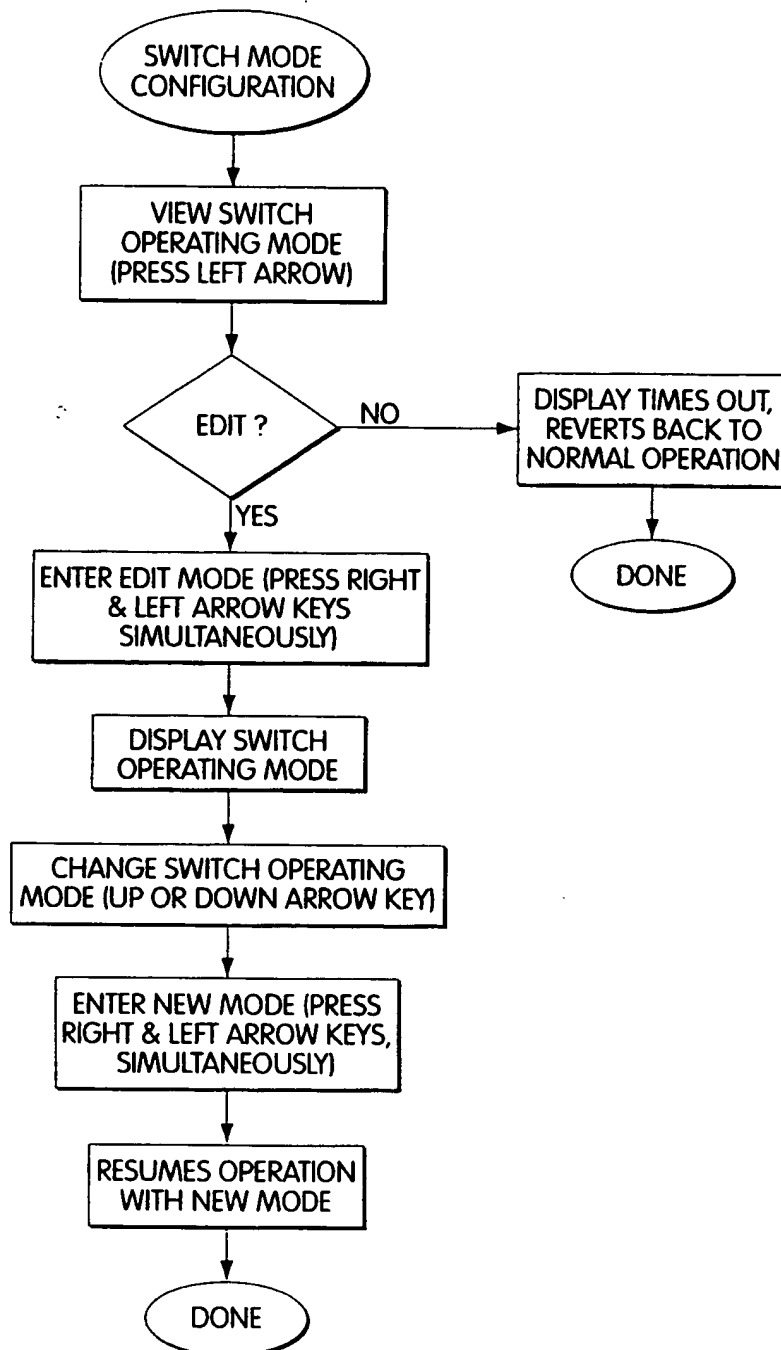 SWITCH MODE
CONFIGURATION
VIEW SWITCH
OPERATING MODE
(PRESS LEFT ARROW)
EDIT ?
NO
DISPLAY TIMES OUT,
REVERTS BACK TO
NORMAL OPERATION
DONE
YES
ENTER EDIT MODE (PRESS RIGHT
& LEFT ARROW KEYS
SIMULTANEOUSLY)
DISPLAY SWITCH
OPERATING MODE
CHANGE SWITCH OPERATING
MODE (UP OR DOWN ARROW KEY)
ENTER NEW MODE (PRESS
RIGHT & LEFT ARROW KEYS,
SIMULTANEOUSLY)
RESUMES OPERATION
WITH NEW MODE
DONE